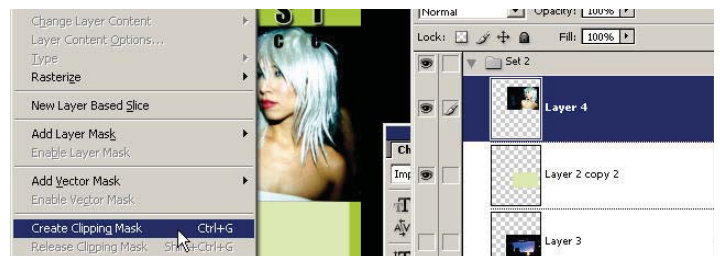 Change Layer Content
Layer Content Options...
Type
Rasterize
New Layer Based Slice
Add Layer Mask
Enable Layer Mask
Add Vector Mask
Enable Vector Mask
Create Clipping Mask Ctrl+G
Release Clipping Mask Shift+Ctrl+G
S T
c c
Ch
Imp
Normal
Opacity: 100%
Lock: Fill: 100%
Set 2
Layer 4
Layer 2 copy 2
Layer 3